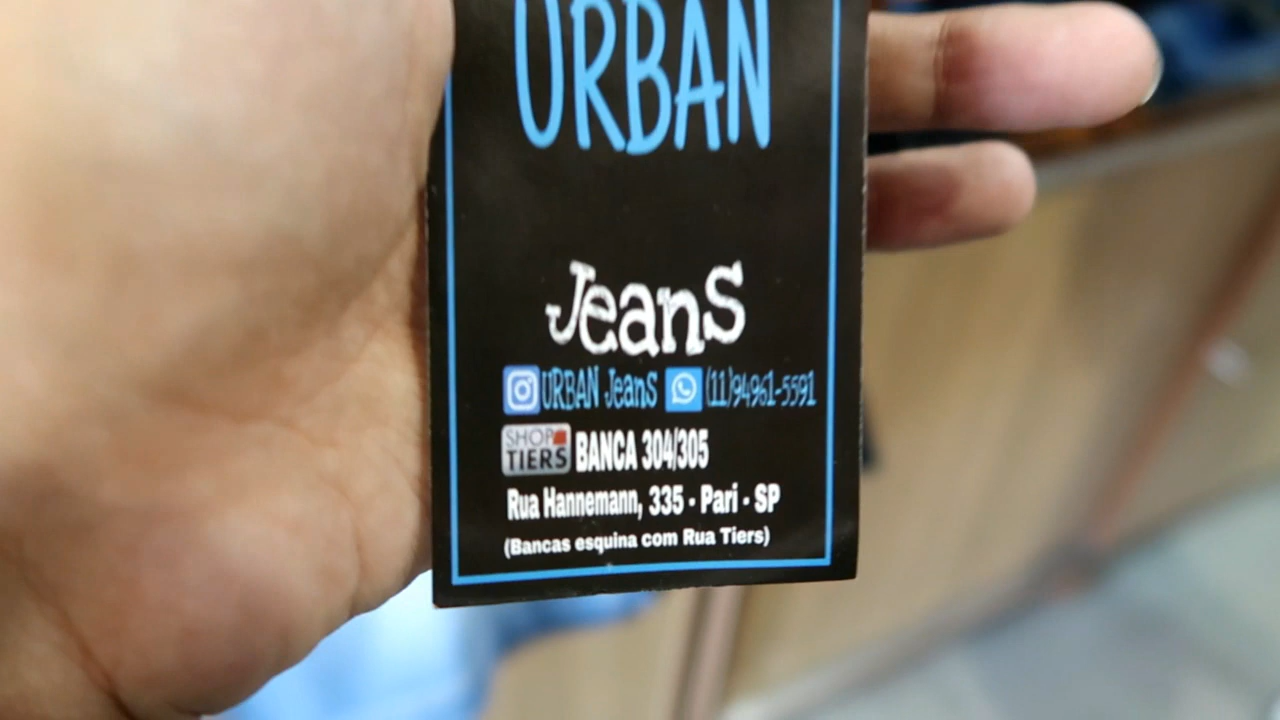 URBAN
Jeans
URBAN Jeans (11)94961-5591
SHOP TIERS BANCA 304/305
Rua Hannemann, 335 - Pari - SP
(Bancas esquina com Rua Tiers)